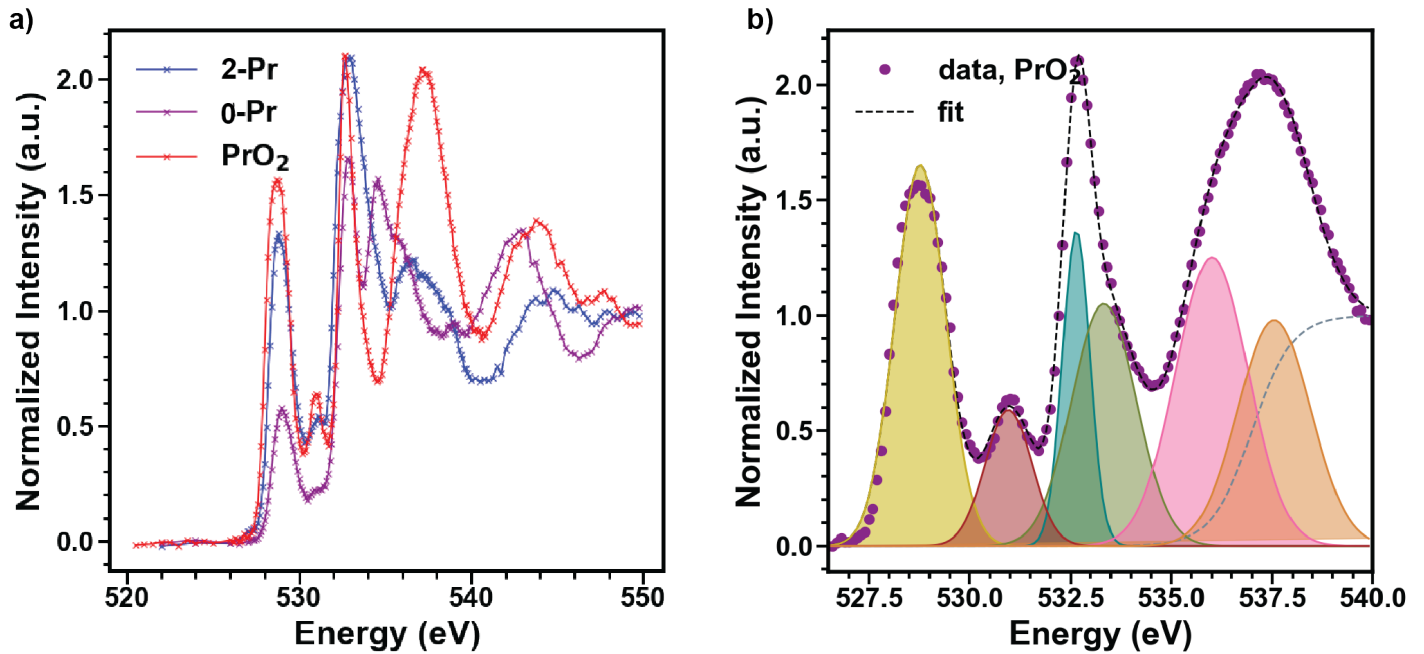 a)
2-Pr
0-Pr
PrO₂
2.0
1.5
1.0
0.5
0.0
520
530
540
550
Normalized Intensity (a.u.)
Energy (eV)
b)
data, PrO₂
fit
2.0
1.5
1.0
0.5
0.0
527.5
530.0
532.5
535.0
537.5
540.0
Normalized Intensity (a.u.)
Energy (eV)